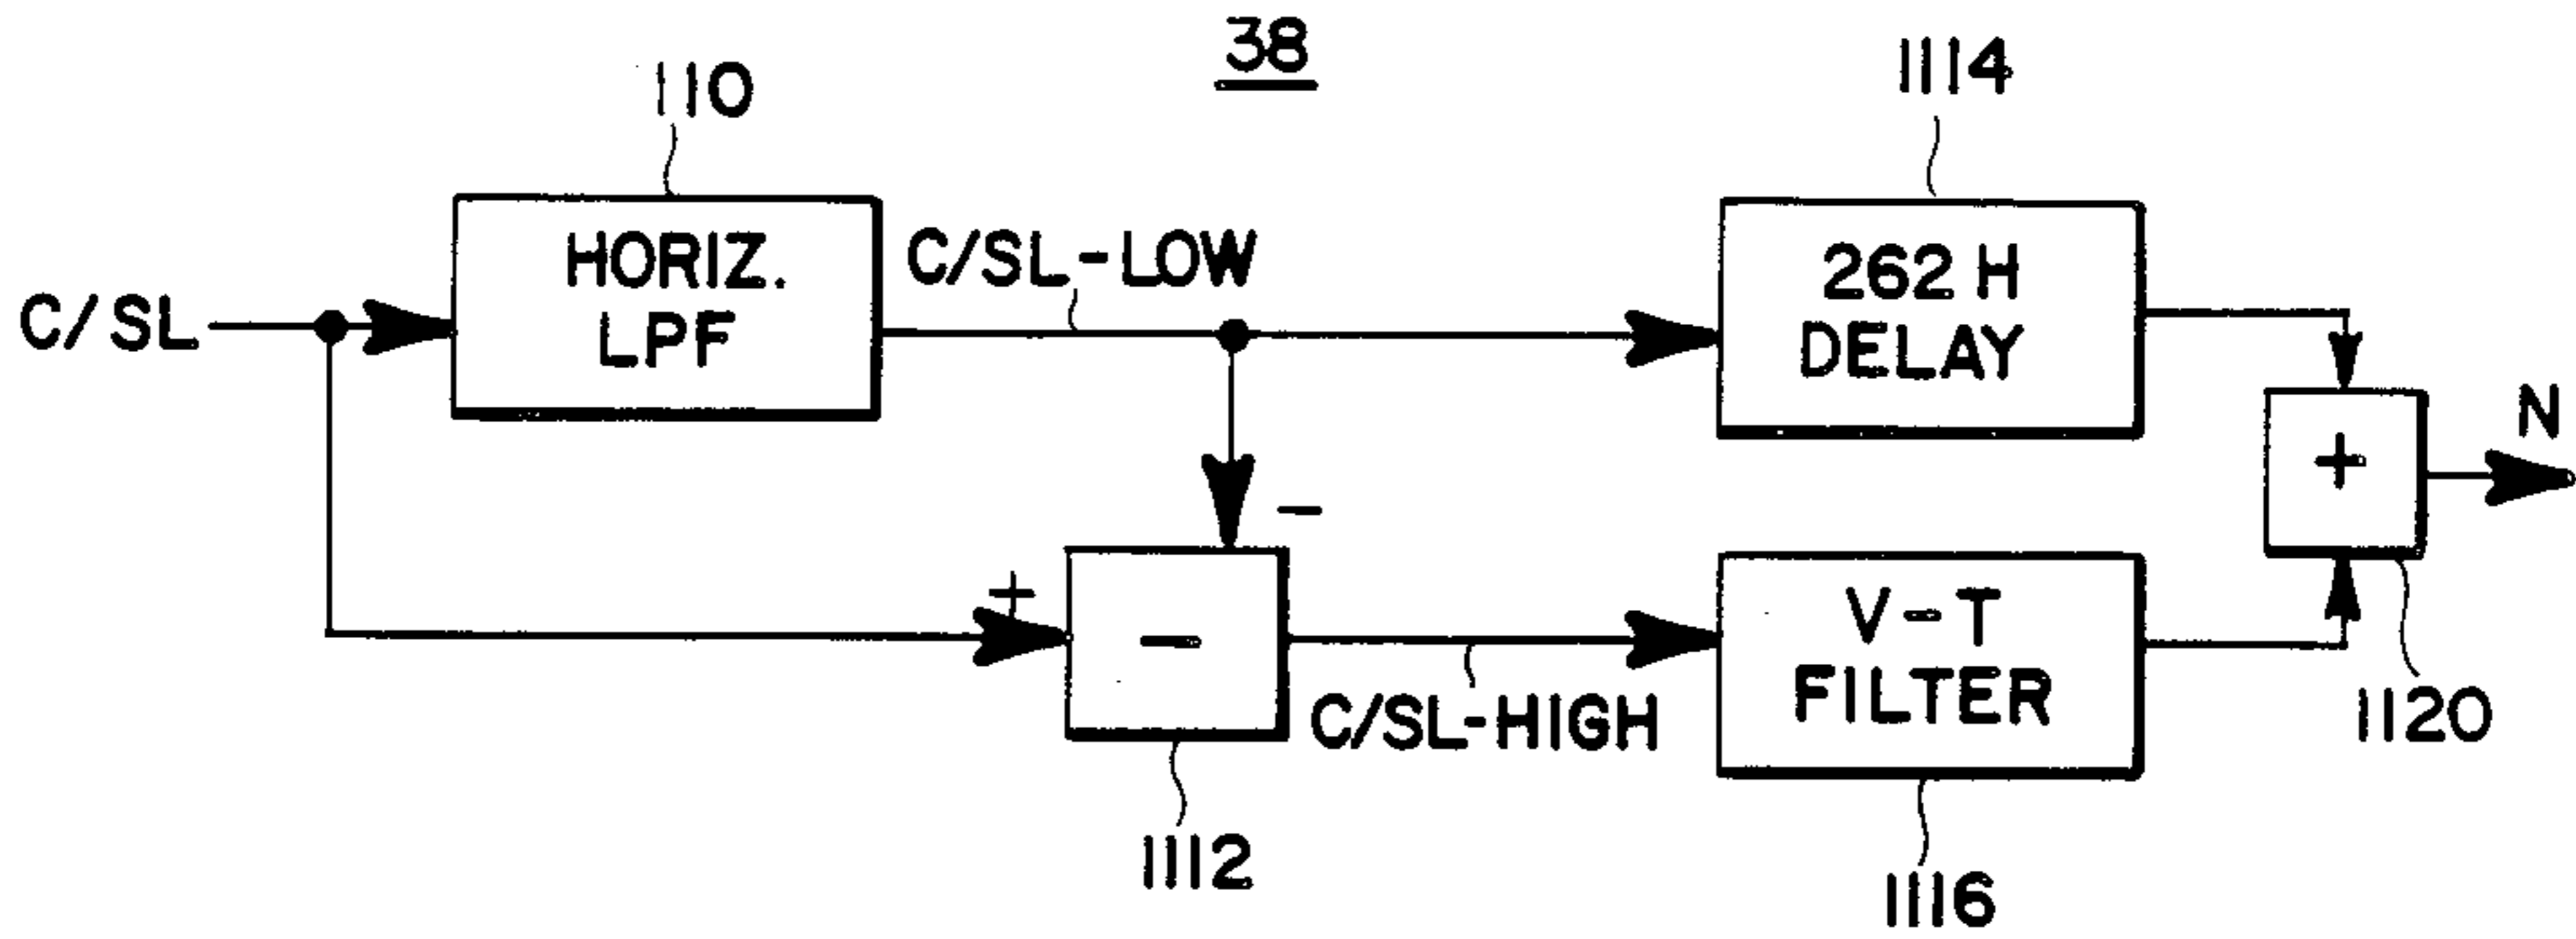 38
110
1114
HORIZ.
LPF
C/SL-LOW
262 H
DELAY
C/SL
N
+
-
+
-
V-T
FILTER
C/SL-HIGH
1120
1112
1116